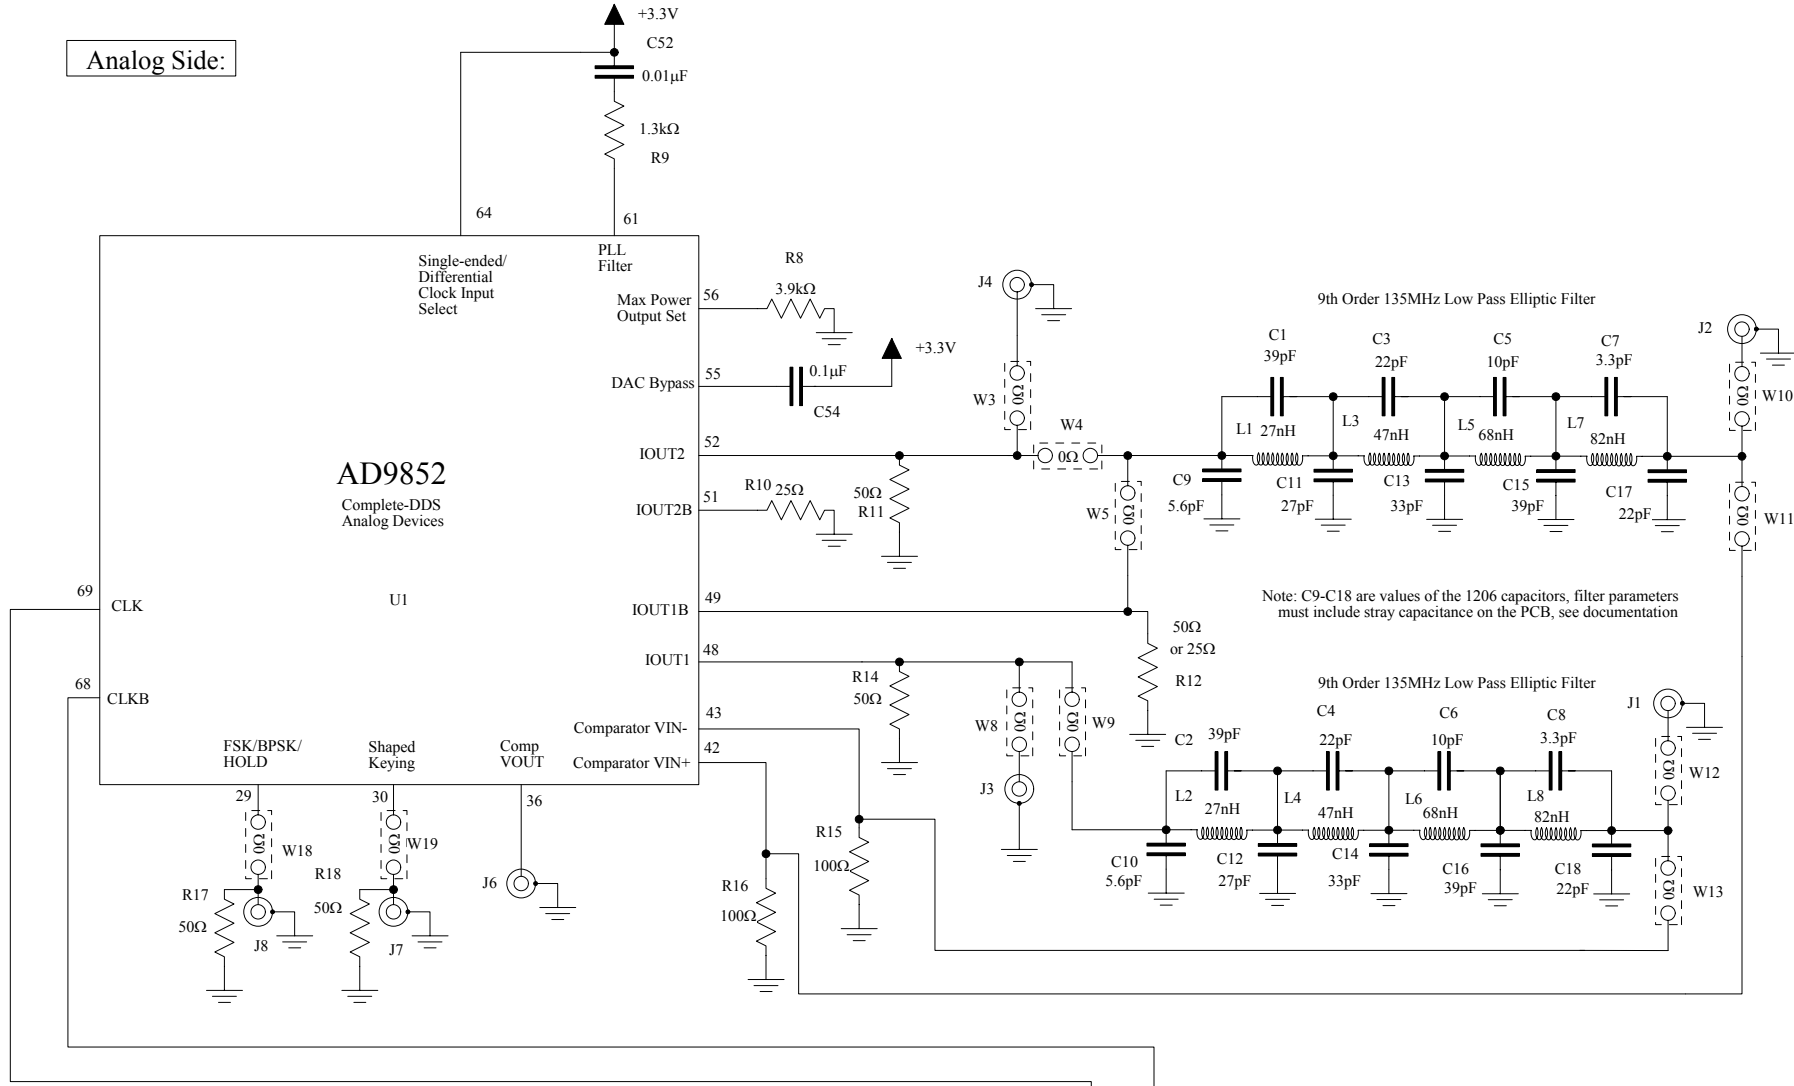 +3.3V
C52
Analog Side:
0.01µF
1.3kΩ
R9
64
61
Single-ended/
Differential
Clock Input
Select
PLL
Filter
R8
3.9kΩ
Max Power
Output Set
56
DAC Bypass
55
0.1µF
C54
+3.3V
J4
W3
0Ω
W4
0Ω
IOUT2
52
AD9852
Complete-DDS
Analog Devices
U1
R10
25Ω
IOUT2B
51
50Ω
R11
W5
0Ω
9th Order 135MHz Low Pass Elliptic Filter
C1
39pF
C3
22pF
C5
10pF
C7
3.3pF
J2
W10
0Ω
L1
27nH
L3
47nH
L5
68nH
L7
82nH
C9
5.6pF
C11
27pF
C13
33pF
C15
39pF
C17
22pF
W11
0Ω
69
CLK
68
CLKB
IOUT1B
49
IOUT1
48
50Ω
or 25Ω
R12
Note: C9-C18 are values of the 1206 capacitors, filter parameters
must include stray capacitance on the PCB, see documentation
R14
50Ω
Comparator VIN-
43
Comparator VIN+
42
W8
0Ω
W9
0Ω
J3
9th Order 135MHz Low Pass Elliptic Filter
C2
39pF
C4
22pF
C6
10pF
C8
3.3pF
J1
W12
0Ω
L2
27nH
L4
47nH
L6
68nH
L8
82nH
C10
5.6pF
C12
27pF
C14
33pF
C16
39pF
C18
22pF
W13
0Ω
FSK/BPSK/
HOLD
Shaped
Keying
Comp
VOUT
29
30
36
0Ω
W18
0Ω
W19
R15
100Ω
R16
100Ω
R17
50Ω
J8
R18
50Ω
J7
J6